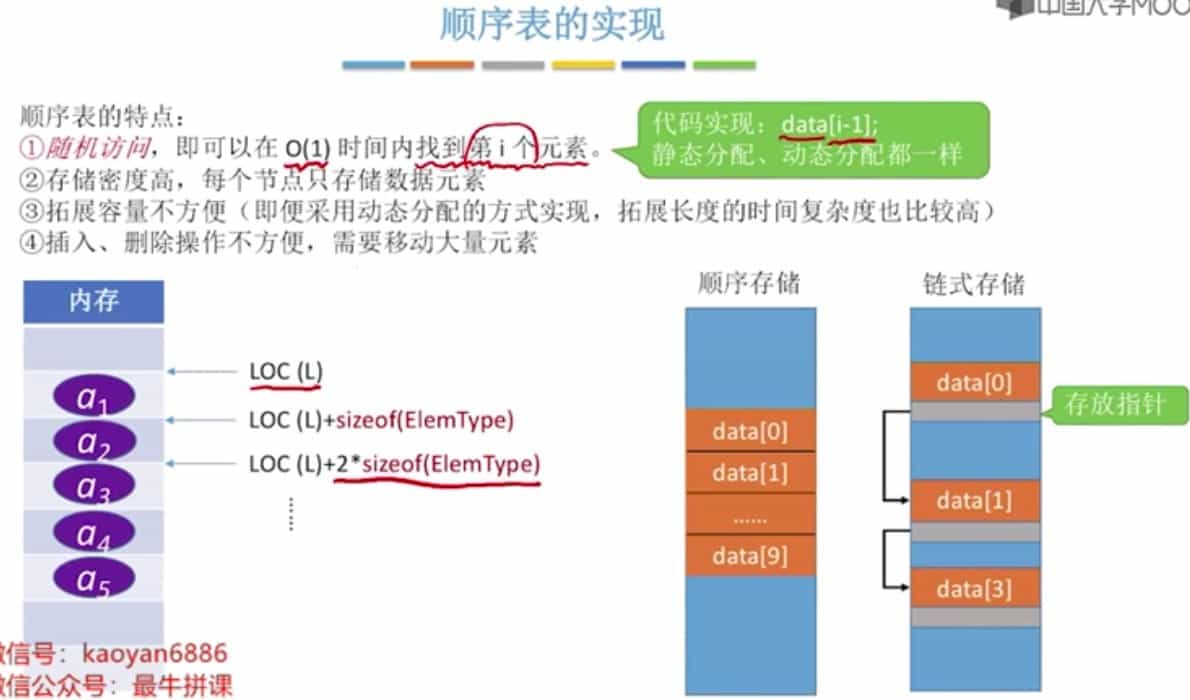 中国大学MOO
顺序表的实现
顺序表的特点：
①随机访问，即可以在 O(1) 时间内找到第 i 个元素。
代码实现：data[i-1];
静态分配、动态分配都一样
②存储密度高，每个节点只存储数据元素
③拓展容量不方便（即便采用动态分配的方式实现，拓展长度的时间复杂度也比较高）
④插入、删除操作不方便，需要移动大量元素
内存
a1
a2
a3
a4
a5
LOC (L)
LOC (L)+sizeof(ElemType)
LOC (L)+2*sizeof(ElemType)
顺序存储
data[0]
data[1]
......
data[9]
链式存储
data[0]
存放指针
data[1]
data[3]
微信号：kaoyan6886
微信公众号：最牛拼课